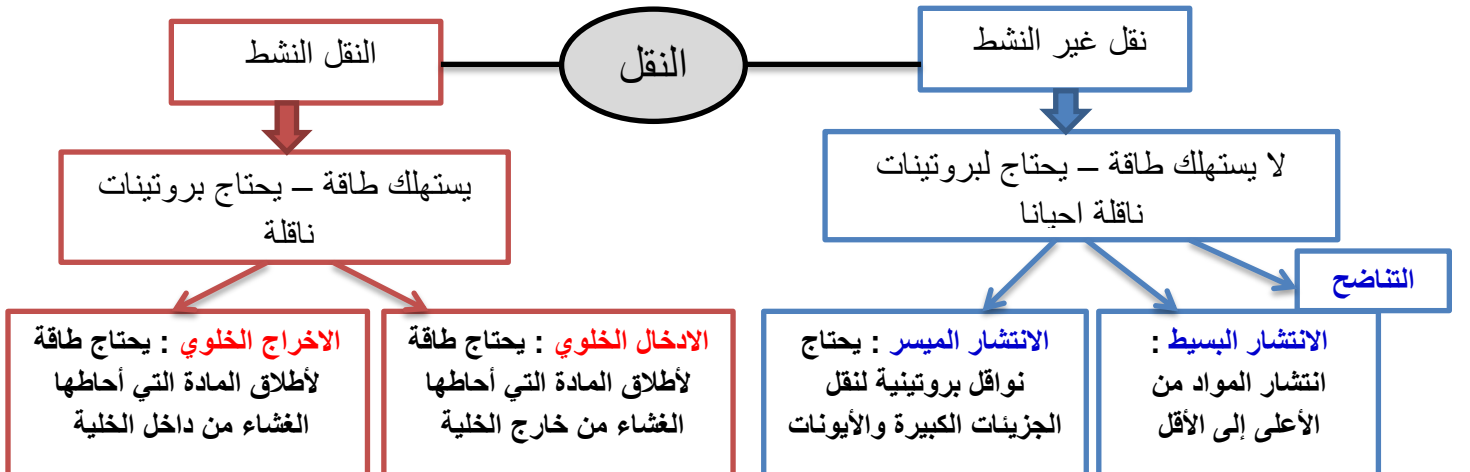 النقل
نقل غير النشط
لا يستهلك طاقة – يحتاج لبروتينات
ناقلة احيانا
التناضح
الانتشار البسيط :
انتشار المواد من
الأعلى إلى الأقل
الانتشار الميسر : يحتاج
نواقل بروتينية لنقل
الجزيئات الكبيرة والأيونات
النقل النشط
يستهلك طاقة – يحتاج بروتينات
ناقلة
الادخال الخلوي : يحتاج طاقة
لأطلاق المادة التي أحاطها
الغشاء من خارج الخلية
الاخراج الخلوي : يحتاج طاقة
لأطلاق المادة التي أحاطها
الغشاء من داخل الخلية